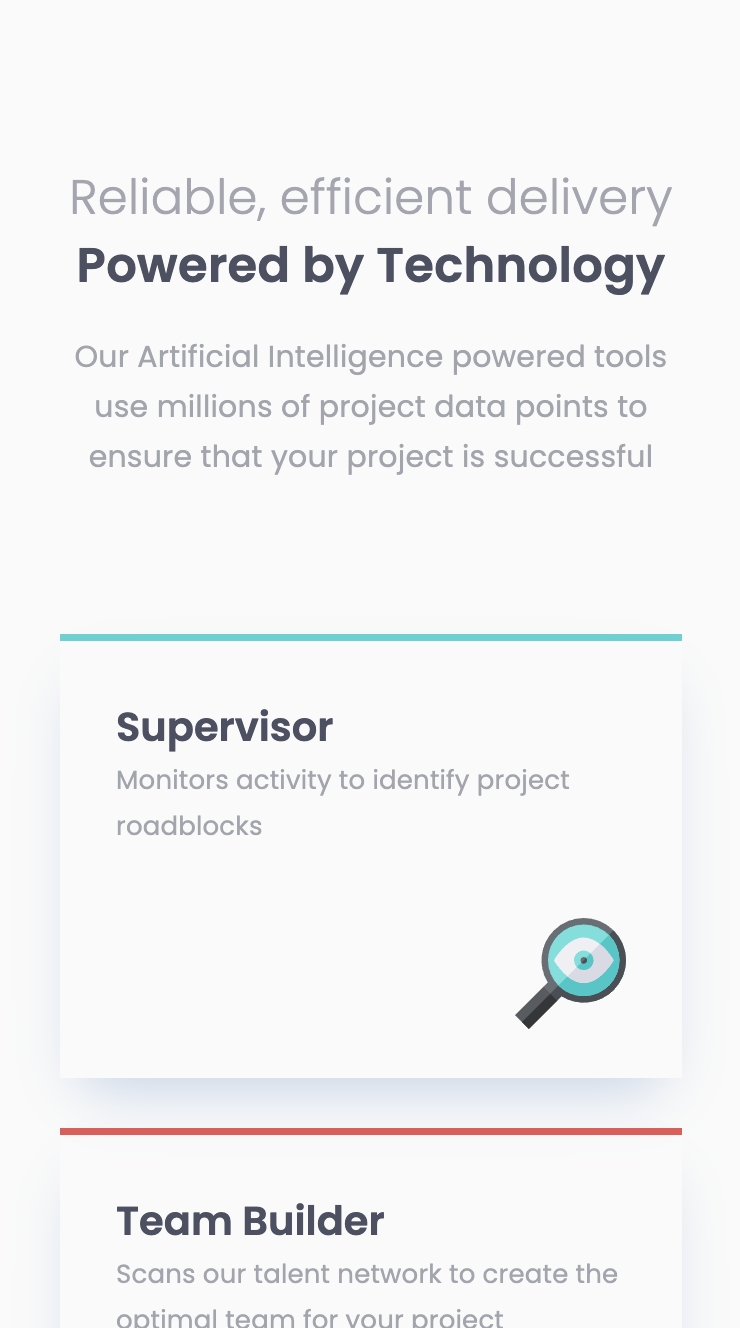 Reliable, efficient delivery
Powered by Technology
Our Artificial Intelligence powered tools
use millions of project data points to
ensure that your project is successful
Supervisor
Monitors activity to identify project
roadblocks
Team Builder
Scans our talent network to create the
optimal team for your project